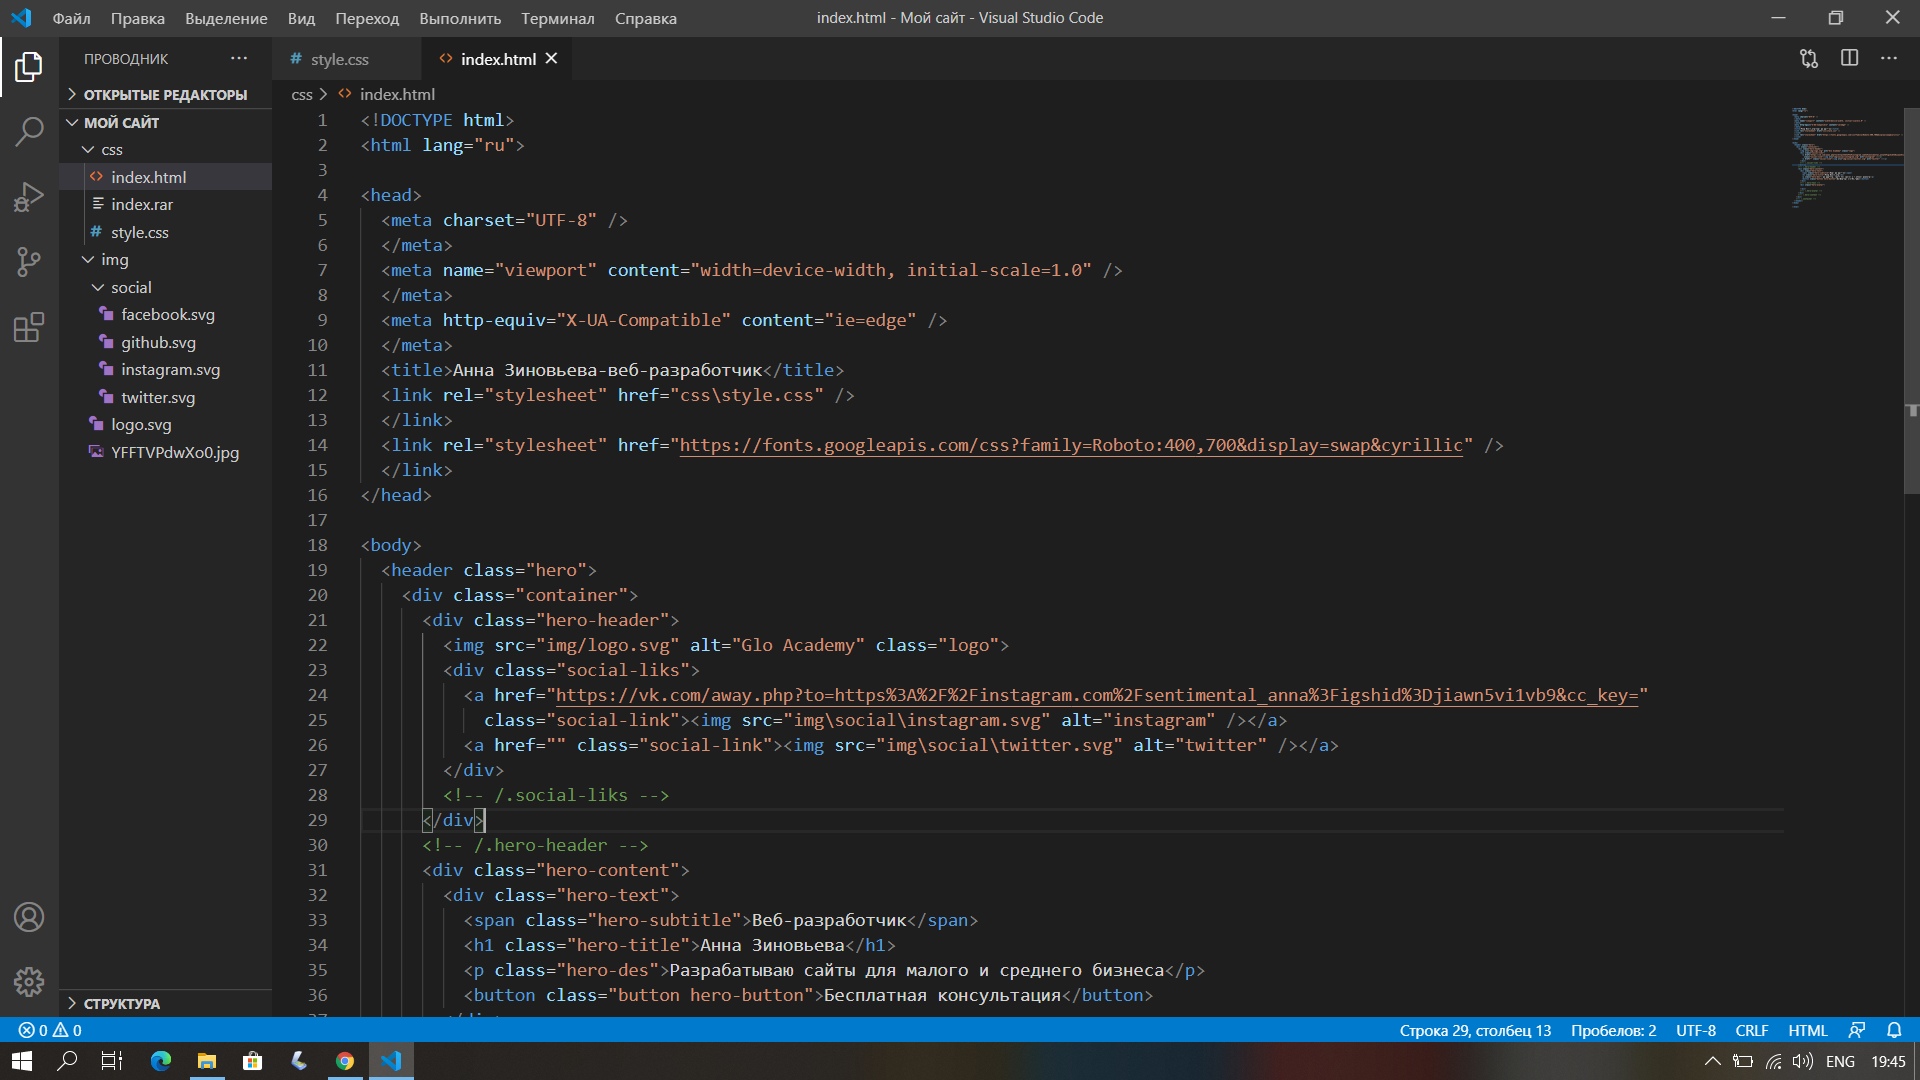 Файл Правка Выделение Вид Переход Выполнить Терминал Справка
index.html - Мой сайт - Visual Studio Code
ПРОВОДНИК
ОТКРЫТЫЕ РЕДАКТОРЫ
МОЙ САЙТ
css
index.html
index.rar
style.css
img
social
facebook.svg
github.svg
instagram.svg
twitter.svg
logo.svg
YFFTVPdwXo0.jpg
СТРУКТУРА
# style.css
<> index.html
css > <> index.html
1 <!DOCTYPE html>
2 <html lang="ru">
3
4 <head>
5 <meta charset="UTF-8" />
6 </meta>
7 <meta name="viewport" content="width=device-width, initial-scale=1.0" />
8 </meta>
9 <meta http-equiv="X-UA-Compatible" content="ie=edge" />
10 </meta>
11 <title>Анна Зиновьева-веб-разработчик</title>
12 <link rel="stylesheet" href="css\style.css" />
13 </link>
14 <link rel="stylesheet" href="https://fonts.googleapis.com/css?family=Roboto:400,700&display=swap&cyrillic" />
15 </link>
16 </head>
17
18 <body>
19 <header class="hero">
20 <div class="container">
21 <div class="hero-header">
22 <img src="img/logo.svg" alt="Glo Academy" class="logo">
23 <div class="social-liks">
24 <a href="https://vk.com/away.php?to=https%3A%2F%2Finstagram.com%2Fsentimental_anna%3Figshid%3Djiawn5vi1vb9&cc_key="
25 class="social-link"><img src="img\social\instagram.svg" alt="instagram" /></a>
26 <a href="" class="social-link"><img src="img\social\twitter.svg" alt="twitter" /></a>
27 </div>
28 <!-- /.social-liks -->
29 </div>
30 <!-- /.hero-header -->
31 <div class="hero-content">
32 <div class="hero-text">
33 <span class="hero-subtitle">Веб-разработчик</span>
34 <h1 class="hero-title">Анна Зиновьева</h1>
35 <p class="hero-des">Разрабатываю сайты для малого и среднего бизнеса</p>
36 <button class="button hero-button">Бесплатная консультация</button>
0 0
Строка 29, столбец 13 Пробелов: 2 UTF-8 CRLF HTML
ENG 19:45